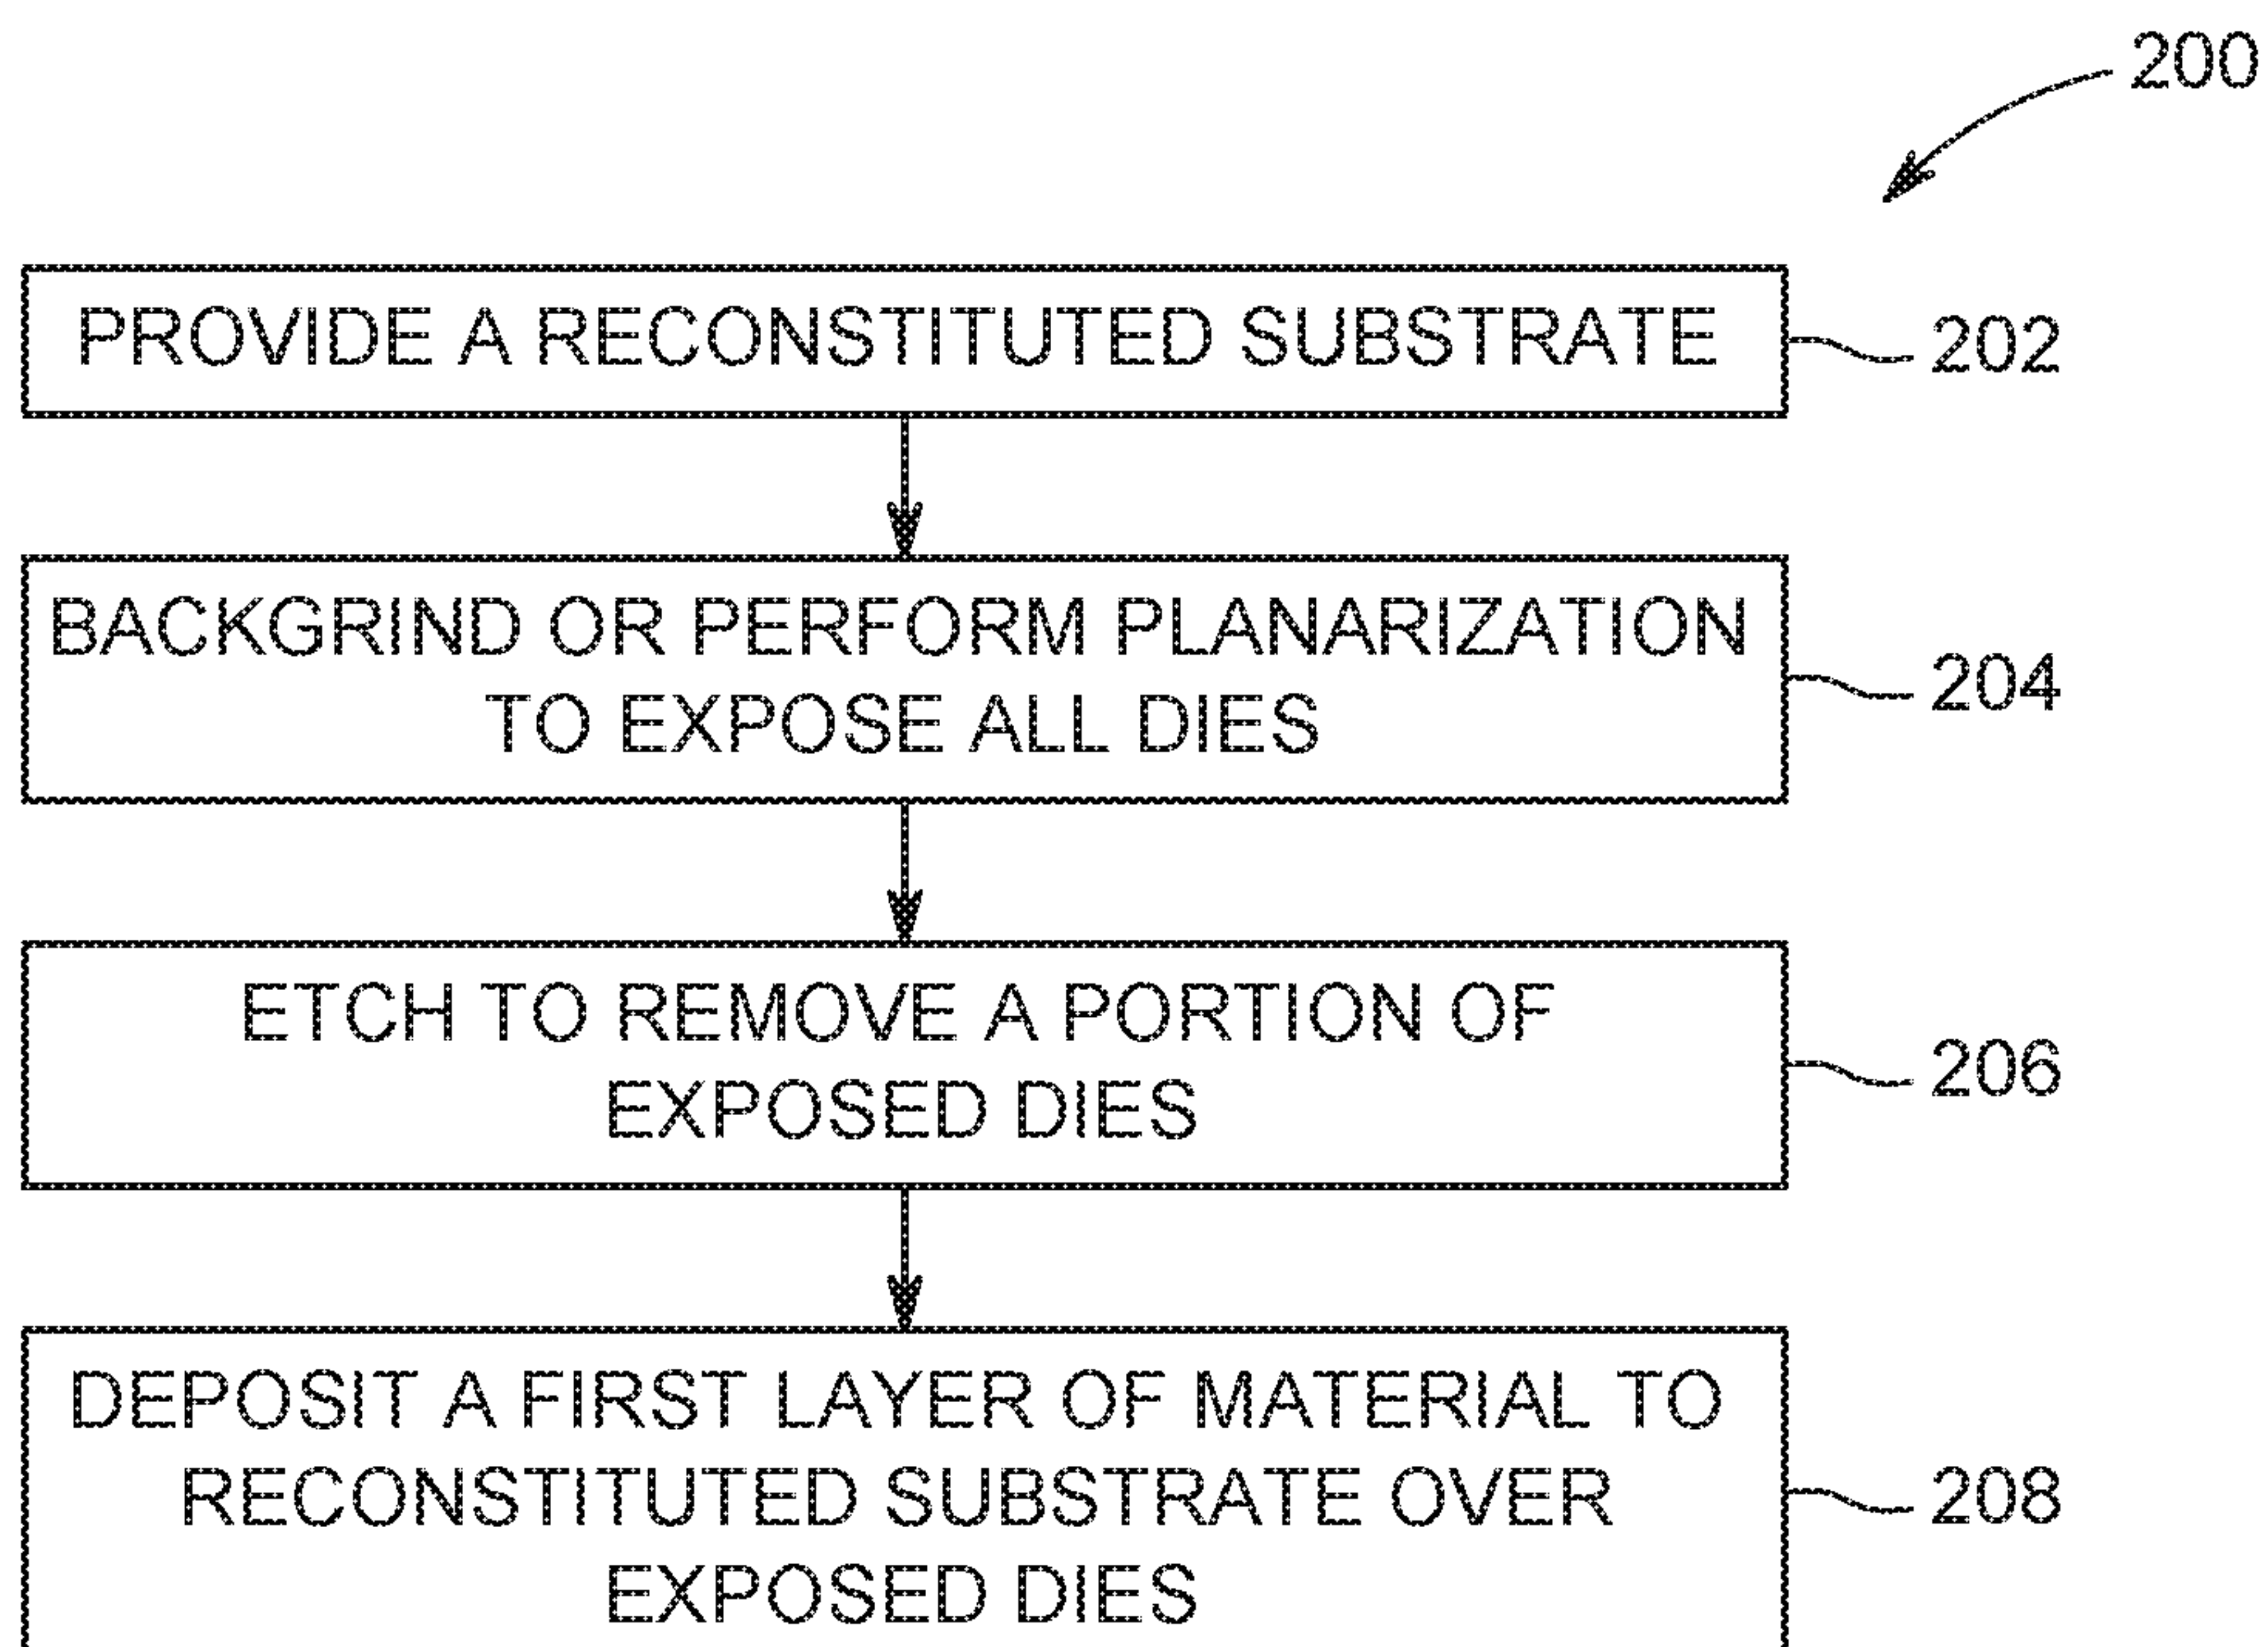 200
PROVIDE A RECONSTITUTED SUBSTRATE
202
BACKGRIND OR PERFORM PLANARIZATION
TO EXPOSE ALL DIES
204
ETCH TO REMOVE A PORTION OF
EXPOSED DIES
206
DEPOSIT A FIRST LAYER OF MATERIAL TO
RECONSTITUTED SUBSTRATE OVER
EXPOSED DIES
208